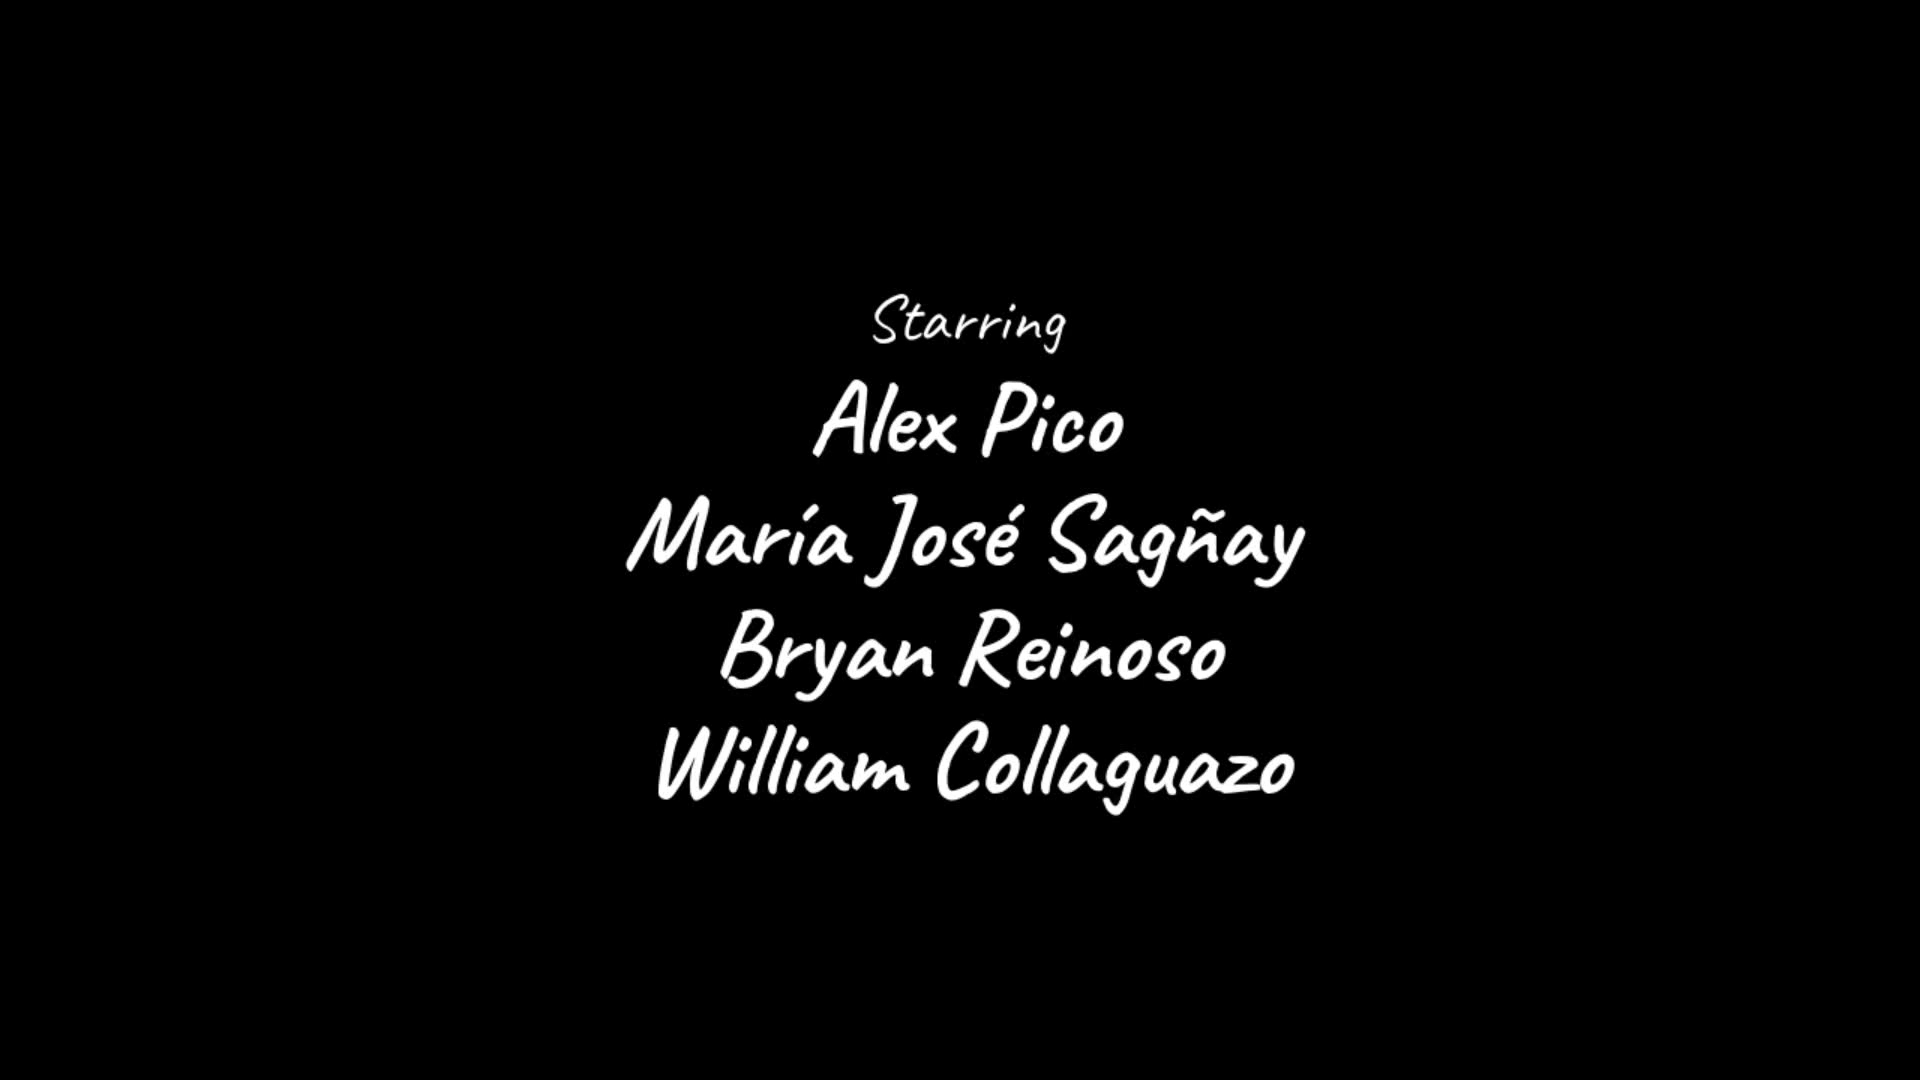 Starring
Alex Pico
María José Sagñay
Bryan Reinoso
William Collaguazo